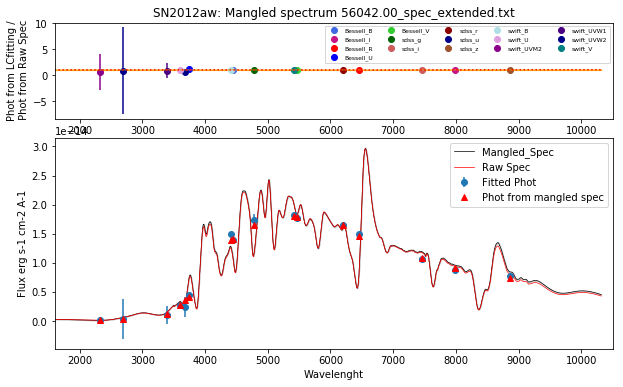 SN2012aw: Mangled spectrum 56042.00_spec_extended.txt
Phot from LCfitting /
Phot from Raw Spec
10
5
0
−5
Bessell_B
Bessell_I
Bessell_R
Bessell_U
Bessell_V
sdss_g
sdss_i
sdss_r
sdss_u
sdss_z
swift_B
swift_U
swift_UVM2
swift_UVW1
swift_UVW2
swift_V
2000 3000 4000 5000 6000 7000 8000 9000 10000
1e−14
Flux erg s-1 cm-2 A-1
3.0
2.5
2.0
1.5
1.0
0.5
0.0
Mangled_Spec
Raw Spec
Fitted Phot
Phot from mangled spec
2000 3000 4000 5000 6000 7000 8000 9000 10000
Wavelenght